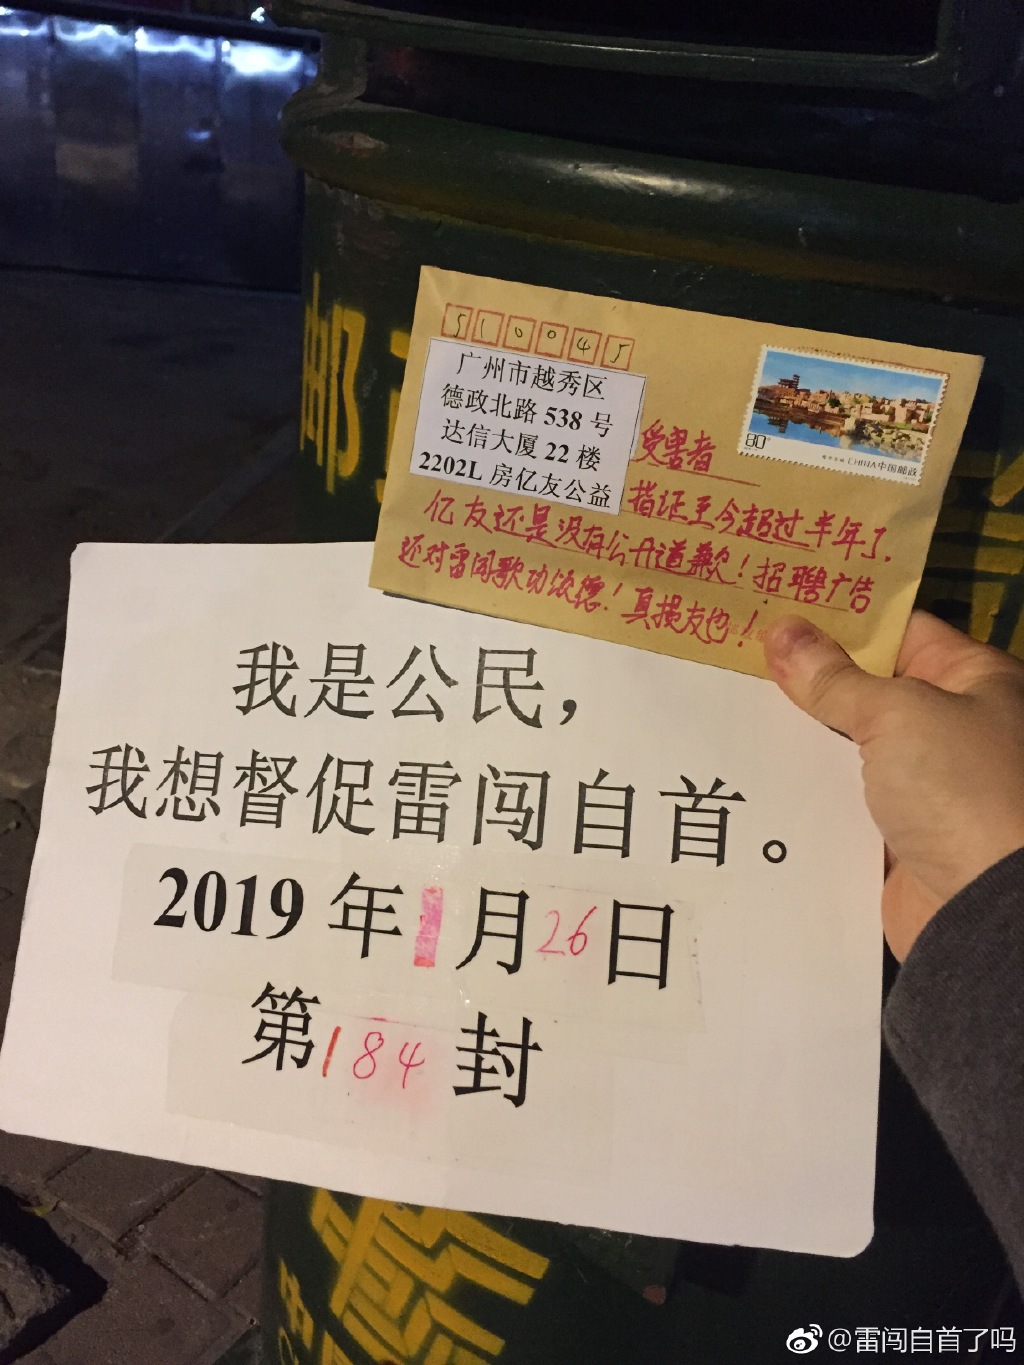 510045
广州市越秀区
德政北路 538 号
达信大厦 22 楼
2202L 房亿友公益
80分
CHINA 中国邮政
受害者
指证至今超过半年了,
亿友还是没有公开道歉!招聘广告
还对雷闯歌功颂德!真损友也!
邮
我是公民,
我想督促雷闯自首。
2019 年 1 月 26 日
第 184 封
@雷闯自首了吗